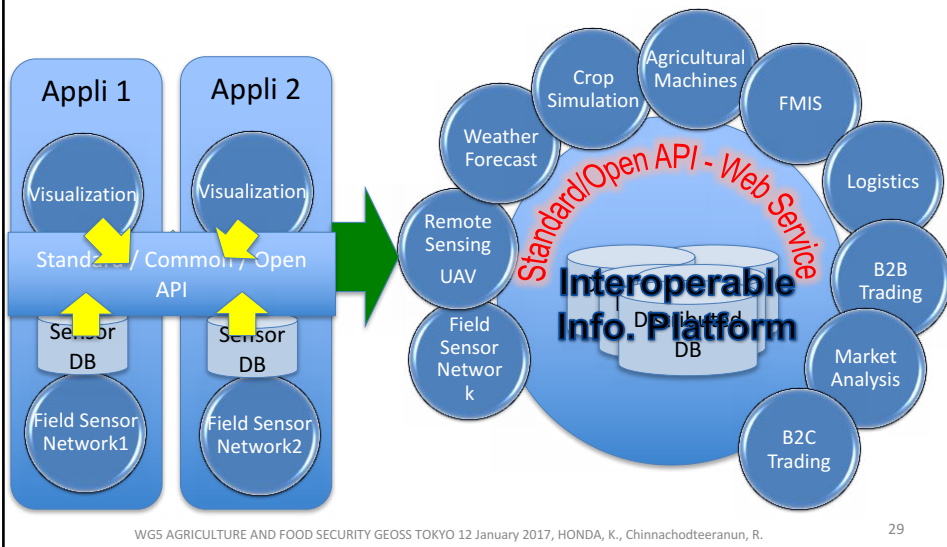 Appli 1
Visualization
Appli 2
Visualization
Standard / Common / Open
API
Sensor
DB
Sensor
DB
Field Sensor
Network1
Field Sensor
Network2
Field
Sensor
Networ
k
Remote
Sensing
UAV
Weather
Forecast
Crop
Simulation
Agricultural
Machines
FMIS
Logistics
B2B
Trading
Market
Analysis
B2C
Trading
Standard/Open API - Web Service
Interoperable
Info. Platform
Distributed
DB
WG5 AGRICULTURE AND FOOD SECURITY GEOSS TOKYO 12 January 2017, HONDA, K., Chinnachodteeranun, R.
29